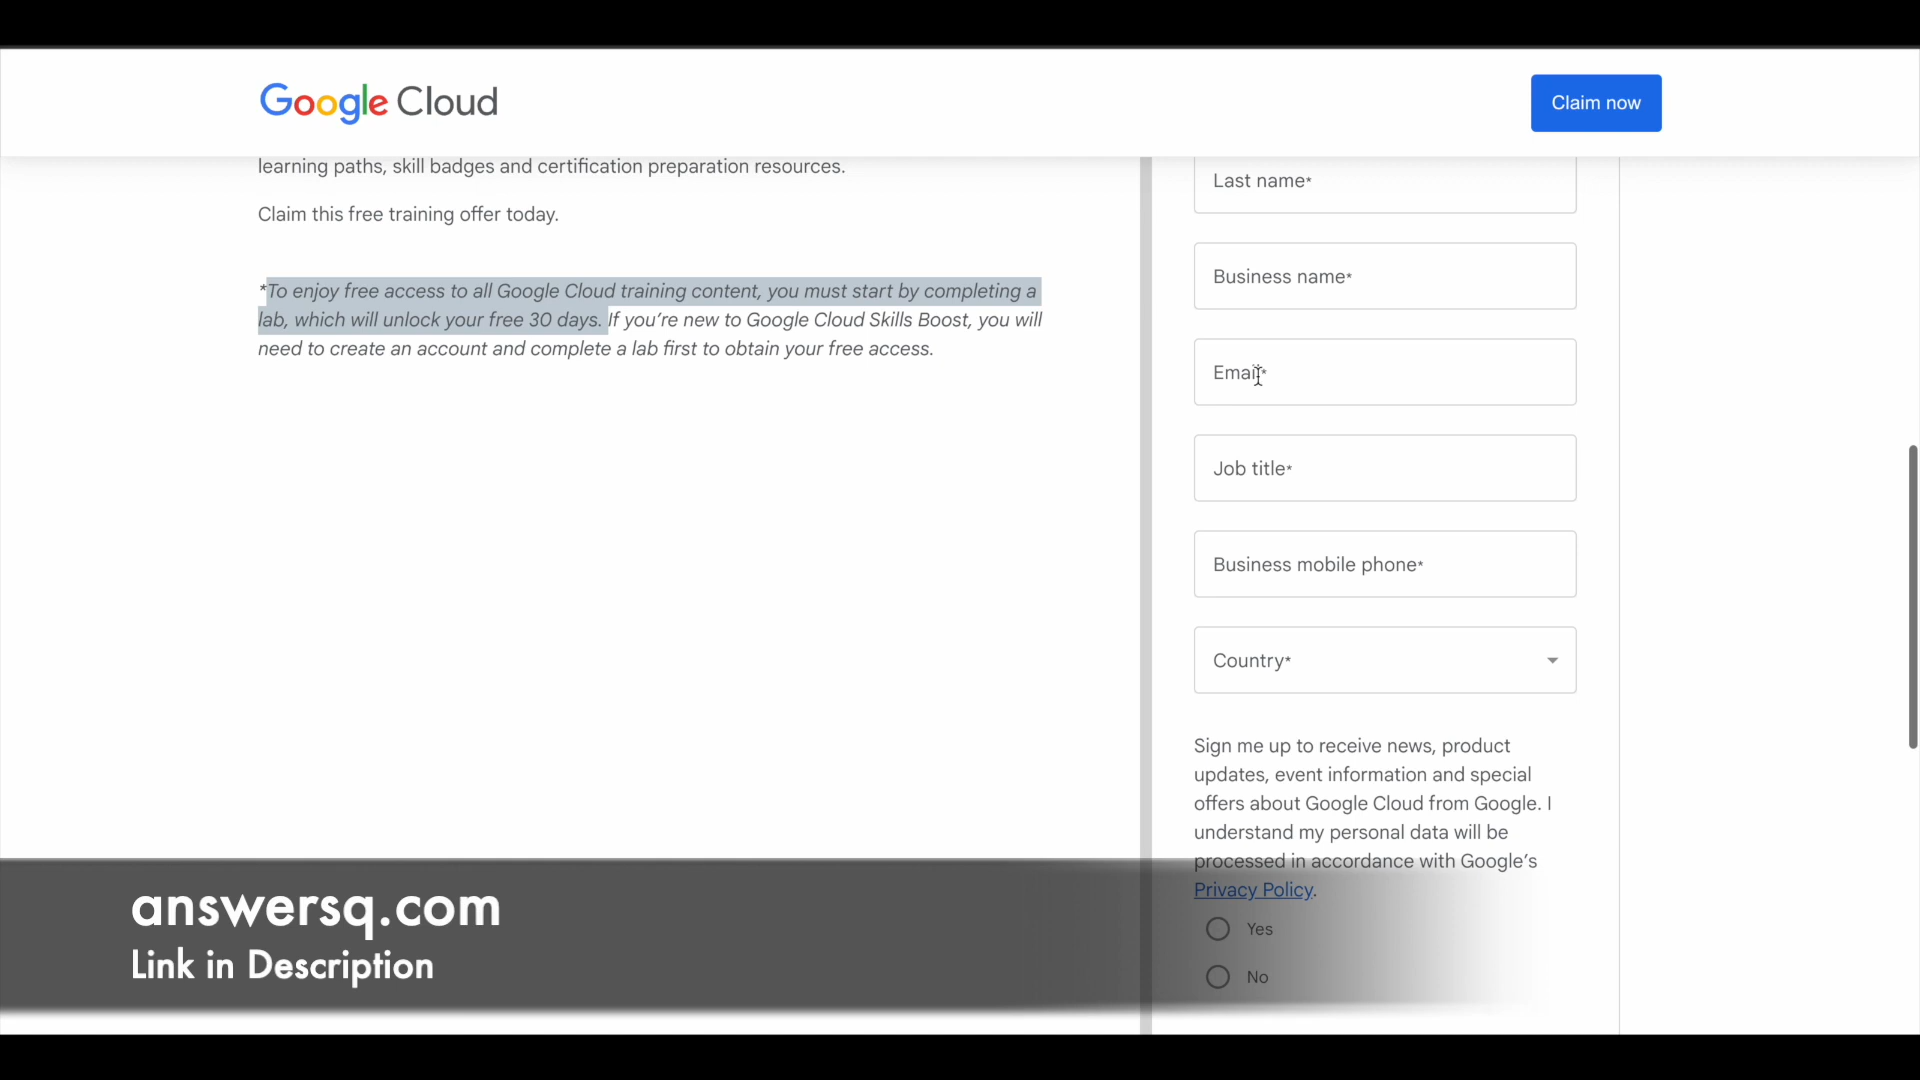 Google Cloud
Claim now
learning paths, skill badges and certification preparation resources.
Claim this free training offer today.
*To enjoy free access to all Google Cloud training content, you must start by completing a
lab, which will unlock your free 30 days. If you’re new to Google Cloud Skills Boost, you will
need to create an account and complete a lab first to obtain your free access.
Last name*
Business name*
Email*
Job title*
Business mobile phone*
Country*
Sign me up to receive news, product
updates, event information and special
offers about Google Cloud from Google. I
understand my personal data will be
processed in accordance with Google’s
Privacy Policy.
Yes
No
answersq.com
Link in Description